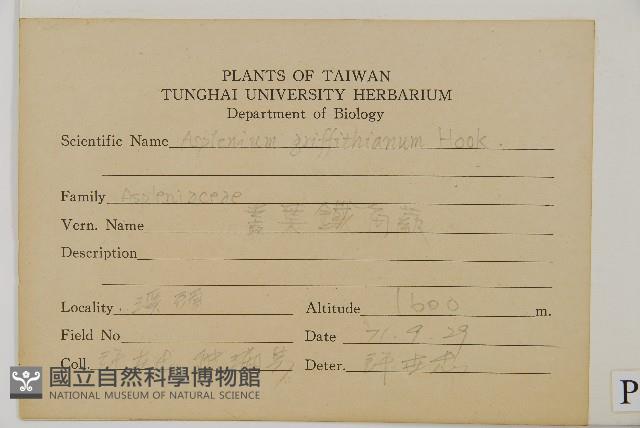 PLANTS OF TAIWAN
TUNGHAI UNIVERSITY HERBARIUM
Department of Biology
Scientific Name Asplenium griffithianum Hook.
Family Aspleniaceae
Vern. Name 葉鐵角蕨
Description
Locality 溪頭
Altitude 1600 m.
Field No
Date 71.9.29
Coll.
Deter.
國立自然科學博物館
NATIONAL MUSEUM OF NATURAL SCIENCE
P